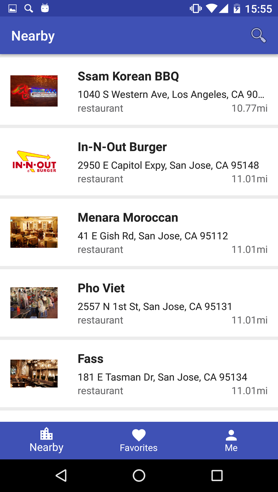 15:55
Nearby
Ssam Korean BBQ
1040 S Western Ave, Los Angeles, CA 90...
restaurant 10.77mi
IN-N-OUT
BURGER
In-N-Out Burger
2950 E Capitol Expy, San Jose, CA 95148
restaurant 11.01mi
Menara Moroccan
41 E Gish Rd, San Jose, CA 95112
restaurant 11.01mi
Pho Viet
2557 N 1st St, San Jose, CA 95131
restaurant 11.01mi
Fass
181 E Tasman Dr, San Jose, CA 95134
restaurant 11.01mi
Nearby Favorites Me